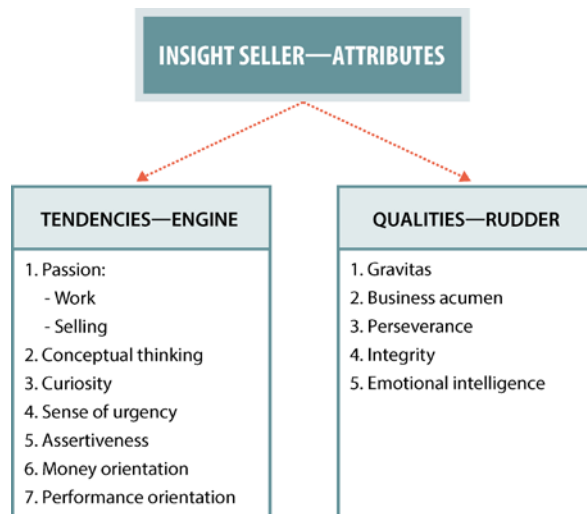 INSIGHT SELLER—ATTRIBUTES
TENDENCIES—ENGINE
1. Passion:
- Work
- Selling
2. Conceptual thinking
3. Curiosity
4. Sense of urgency
5. Assertiveness
6. Money orientation
7. Performance orientation
QUALITIES—RUDDER
1. Gravitas
2. Business acumen
3. Perseverance
4. Integrity
5. Emotional intelligence